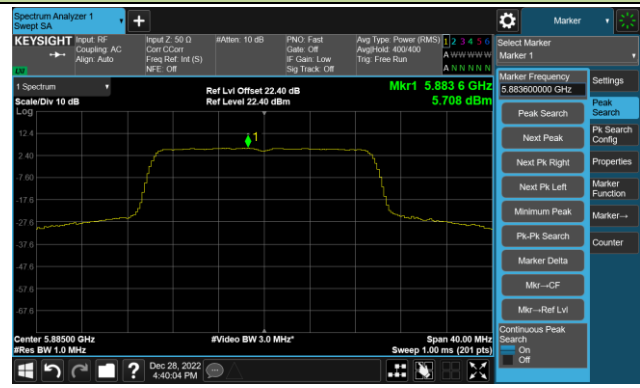 Spectrum Analyzer 1
Swept SA
+
Marker
KEYSIGHT
Input: RF
Coupling: AC
Align: Auto
Input Z: 50 Ω
Corr CCorr
Freq Ref: Int (S)
NFE: Off
#Atten: 10 dB
PNO: Fast
Gate: Off
IF Gain: Low
Sig Track: Off
Avg Type: Power (RMS)
Avg|Hold: 400/400
Trig: Free Run
1 2 3 4 5 6
A W W W W W
A N N N N N
Select Marker
Marker 1
LXI
1 Spectrum
Scale/Div 10 dB
Ref Lvl Offset 22.40 dB
Ref Level 22.40 dBm
Mkr1 5.883 6 GHz
5.708 dBm
Log
1
12.4
2.40
-7.60
-17.6
-27.6
-37.6
-47.6
-57.6
-67.6
Center 5.88500 GHz
#Res BW 1.0 MHz
#Video BW 3.0 MHz*
Span 40.00 MHz
Sweep 1.00 ms (201 pts)
Marker Frequency
5.883600000 GHz
Peak Search
Next Peak
Next Pk Right
Next Pk Left
Minimum Peak
Pk-Pk Search
Marker Delta
Mkr→CF
Mkr→Ref Lvl
Continuous Peak
Search
On
Off
Settings
Peak
Search
Pk Search
Config
Properties
Marker
Function
Marker→
Counter
?
Dec 28, 2022
4:40:04 PM